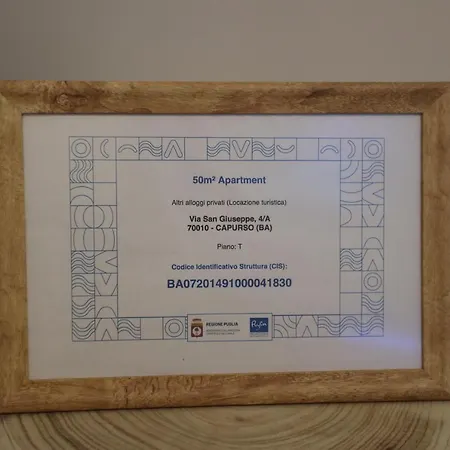 50m² Apartment
Altri alloggi privati (Locazione turistica)
Via San Giuseppe, 4/A
70010 - CAPURSO (BA)
Piano: T
Codice Identificativo Struttura (CIS):
BA07201491000041830
REGIONE PUGLIA